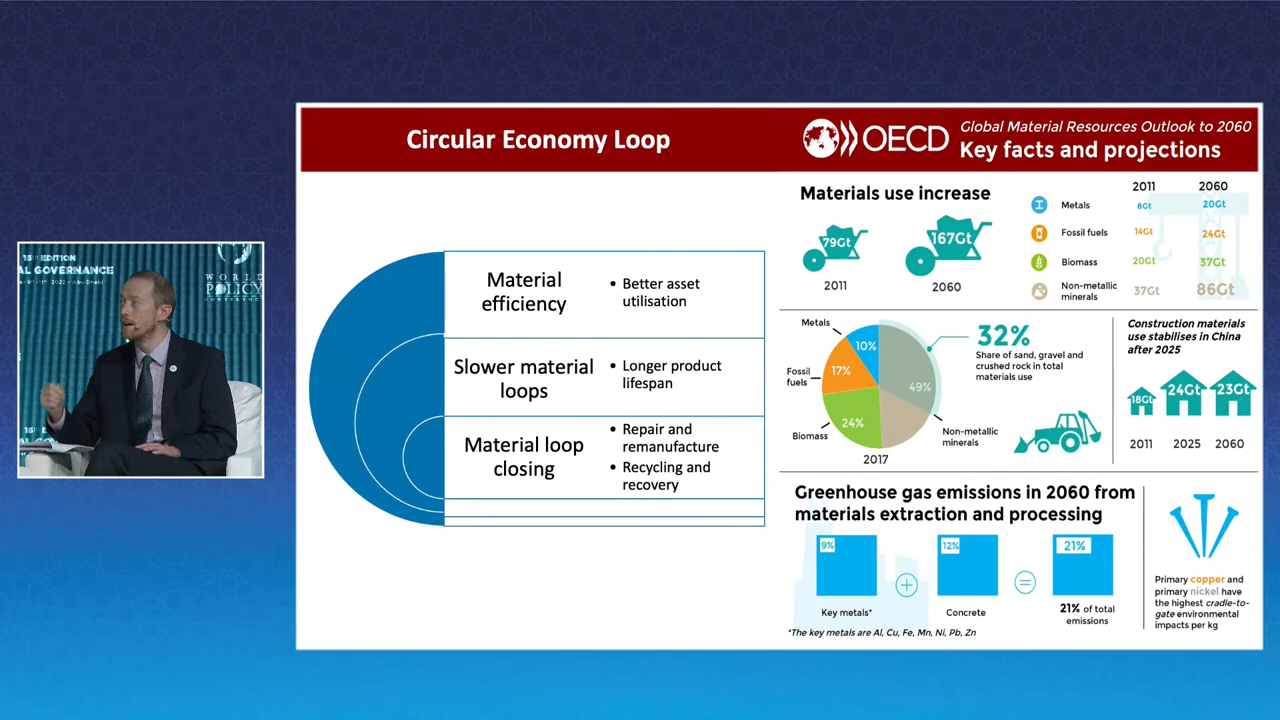 15th EDITION
AL GOVERNANCE
WORLD
POLICY
CONFERENCE
Circular Economy Loop
Material
efficiency
• Better asset
utilisation
Slower material
loops
• Longer product
lifespan
Material loop
closing
• Repair and
remanufacture
• Recycling and
recovery
OECD
Global Material Resources Outlook to 2060
Key facts and projections
Materials use increase
79Gt
2011
167Gt
2060
2011 2060
Metals 8Gt 20Gt
Fossil fuels 14Gt 24Gt
Biomass 20Gt 37Gt
Non-metallic
minerals 37Gt 86Gt
Metals
10%
Fossil
fuels
17%
49%
24%
Biomass
Non-metallic
minerals
2017
32%
Share of sand, gravel and
crushed rock in total
materials use
Construction materials
use stabilises in China
after 2025
18Gt 24Gt 23Gt
2011 2025 2060
Greenhouse gas emissions in 2060 from
materials extraction and processing
9% 12% 21%
+ =
Key metals* Concrete
21% of total
emissions
*The key metals are Al, Cu, Fe, Mn, Ni, Pb, Zn
Primary copper and
primary nickel have
the highest cradle-to-
gate environmental
impacts per kg